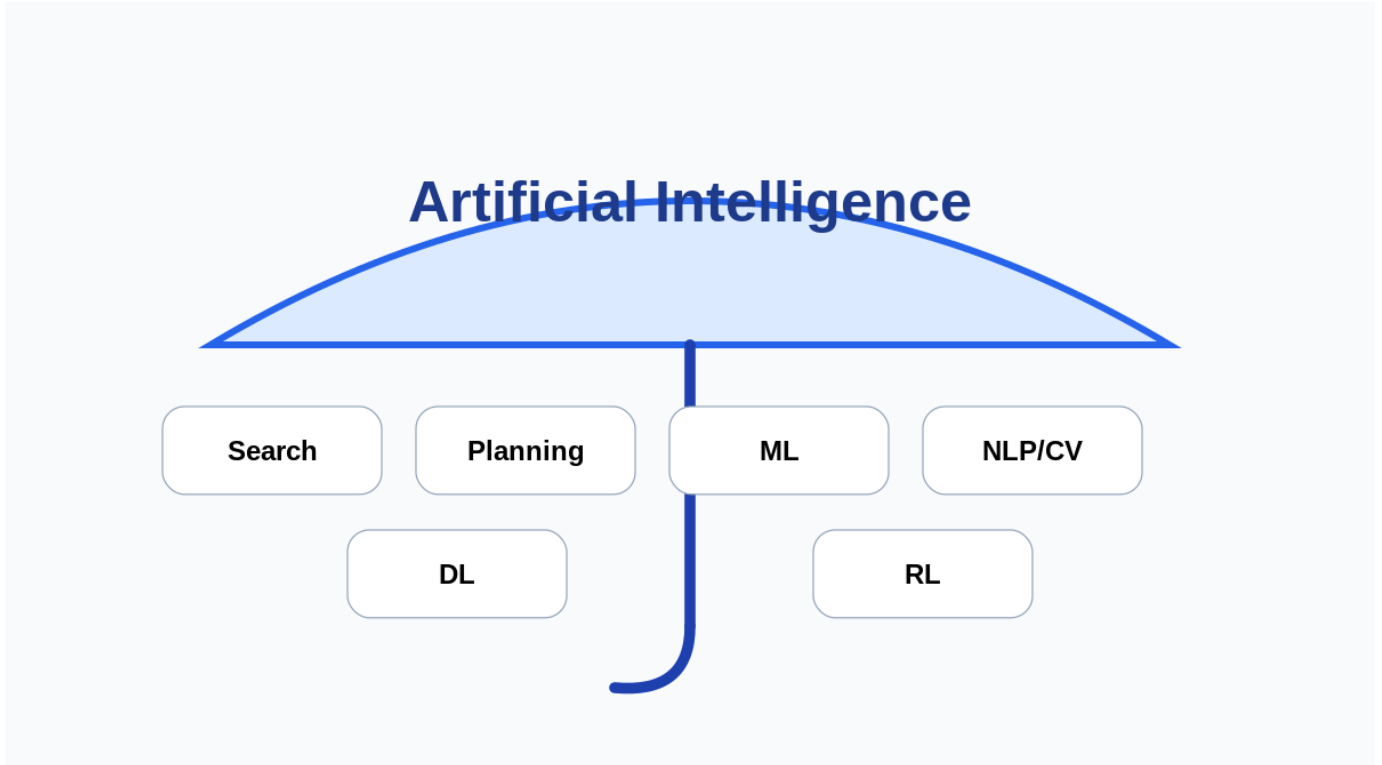 Artificial Intelligence
Search
Planning
ML
NLP/CV
DL
RL